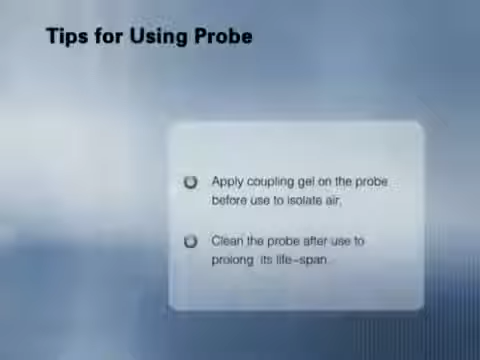 Tips for Using Probe
Apply coupling gel on the probe
before use to isolate air.
Clean the probe after use to
prolong its life-span.